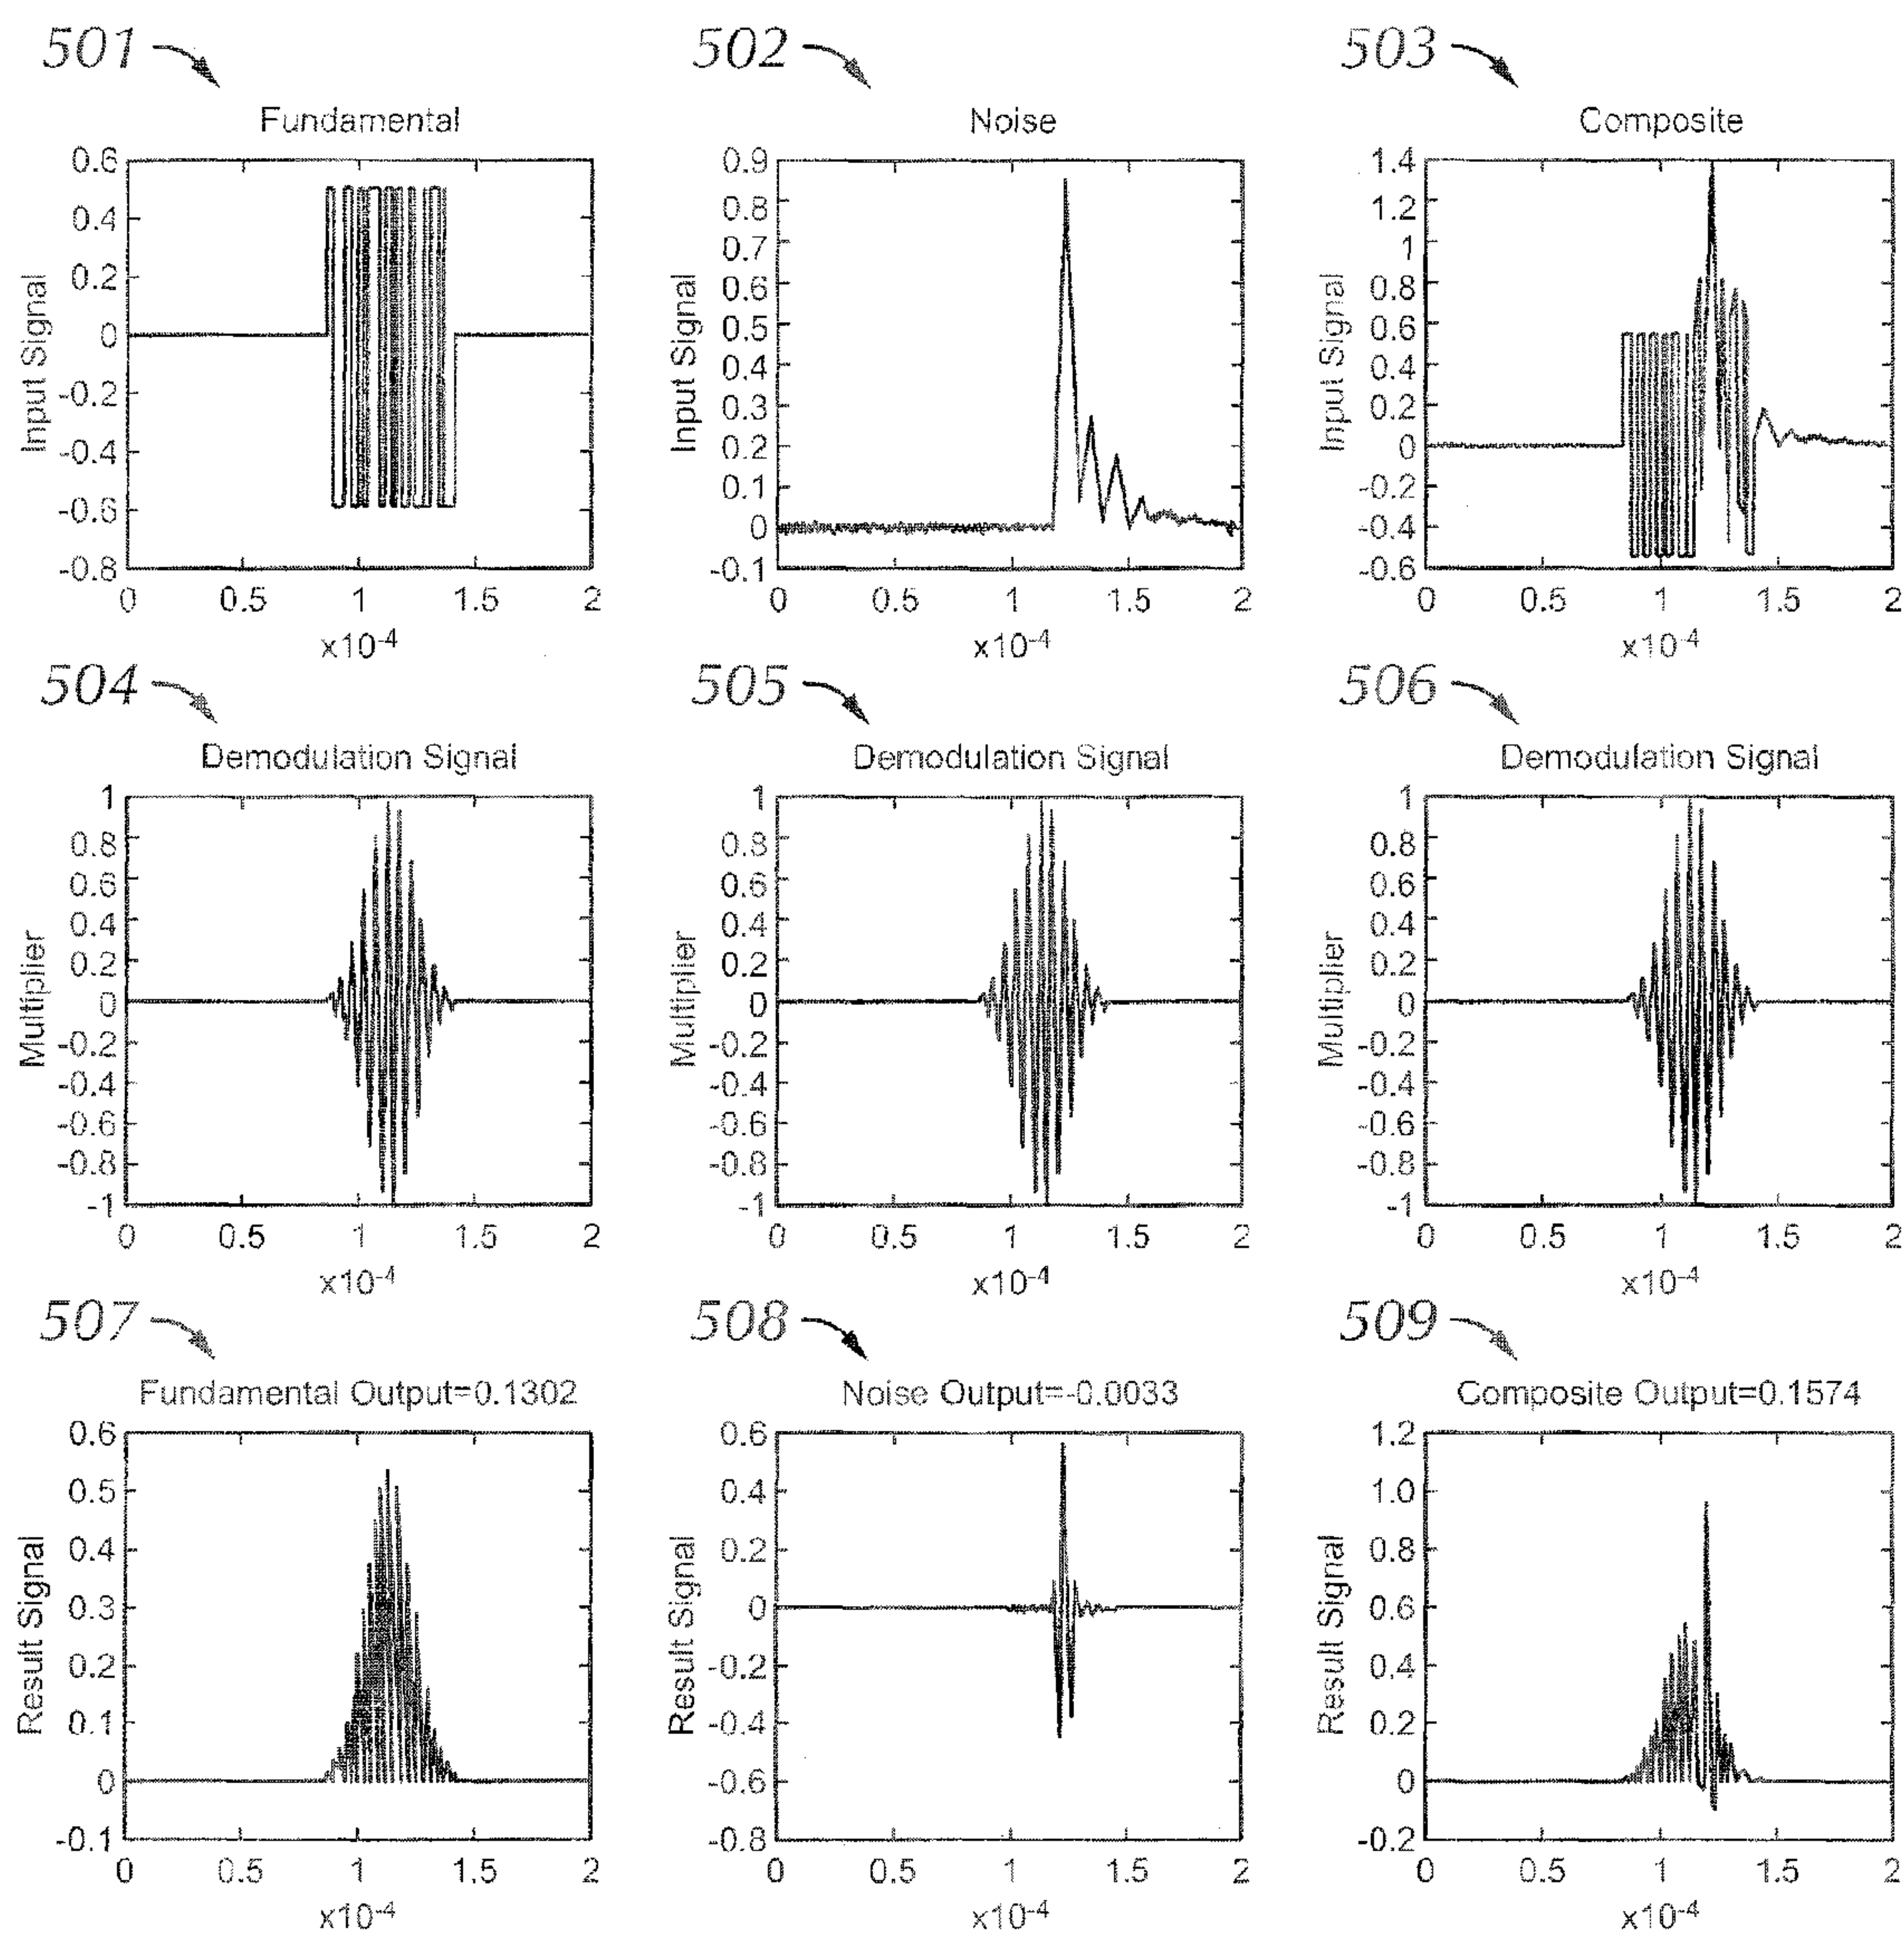 501
502
503
Fundamental
Noise
Composite
Input Signal
0.6
0.4
0.2
0
-0.2
-0.4
-0.6
-0.8
0 0.5 1 1.5 2
x10-4
Input Signal
0.9
0.8
0.7
0.6
0.5
0.4
0.3
0.2
0.1
0
-0.1
0 0.5 1 1.5 2
x10-4
Input Signal
1.4
1.2
1
0.8
0.6
0.4
0.2
0
-0.2
-0.4
-0.6
0 0.5 1 1.5 2
x10-4
504
505
506
Demodulation Signal
Demodulation Signal
Demodulation Signal
Multiplier
1
0.8
0.6
0.4
0.2
0
-0.2
-0.4
-0.6
-0.8
-1
0 0.5 1 1.5 2
x10-4
Multiplier
1
0.8
0.6
0.4
0.2
0
-0.2
-0.4
-0.6
-0.8
-1
0 0.5 1 1.5 2
x10-4
Multiplier
1
0.8
0.6
0.4
0.2
0
-0.2
-0.4
-0.6
-0.8
-1
0 0.5 1 1.5 2
x10-4
507
508
509
Fundamental Output=0.1302
Noise Output=-0.0033
Composite Output=0.1574
Result Signal
0.6
0.5
0.4
0.3
0.2
0.1
0
-0.1
0 0.5 1 1.5 2
x10-4
Result Signal
0.6
0.4
0.2
0
-0.2
-0.4
-0.6
-0.8
0 0.5 1 1.5 2
x10-4
Result Signal
1.2
1.0
0.8
0.6
0.4
0.2
0
-0.2
0 0.5 1 1.5 2
x10-4